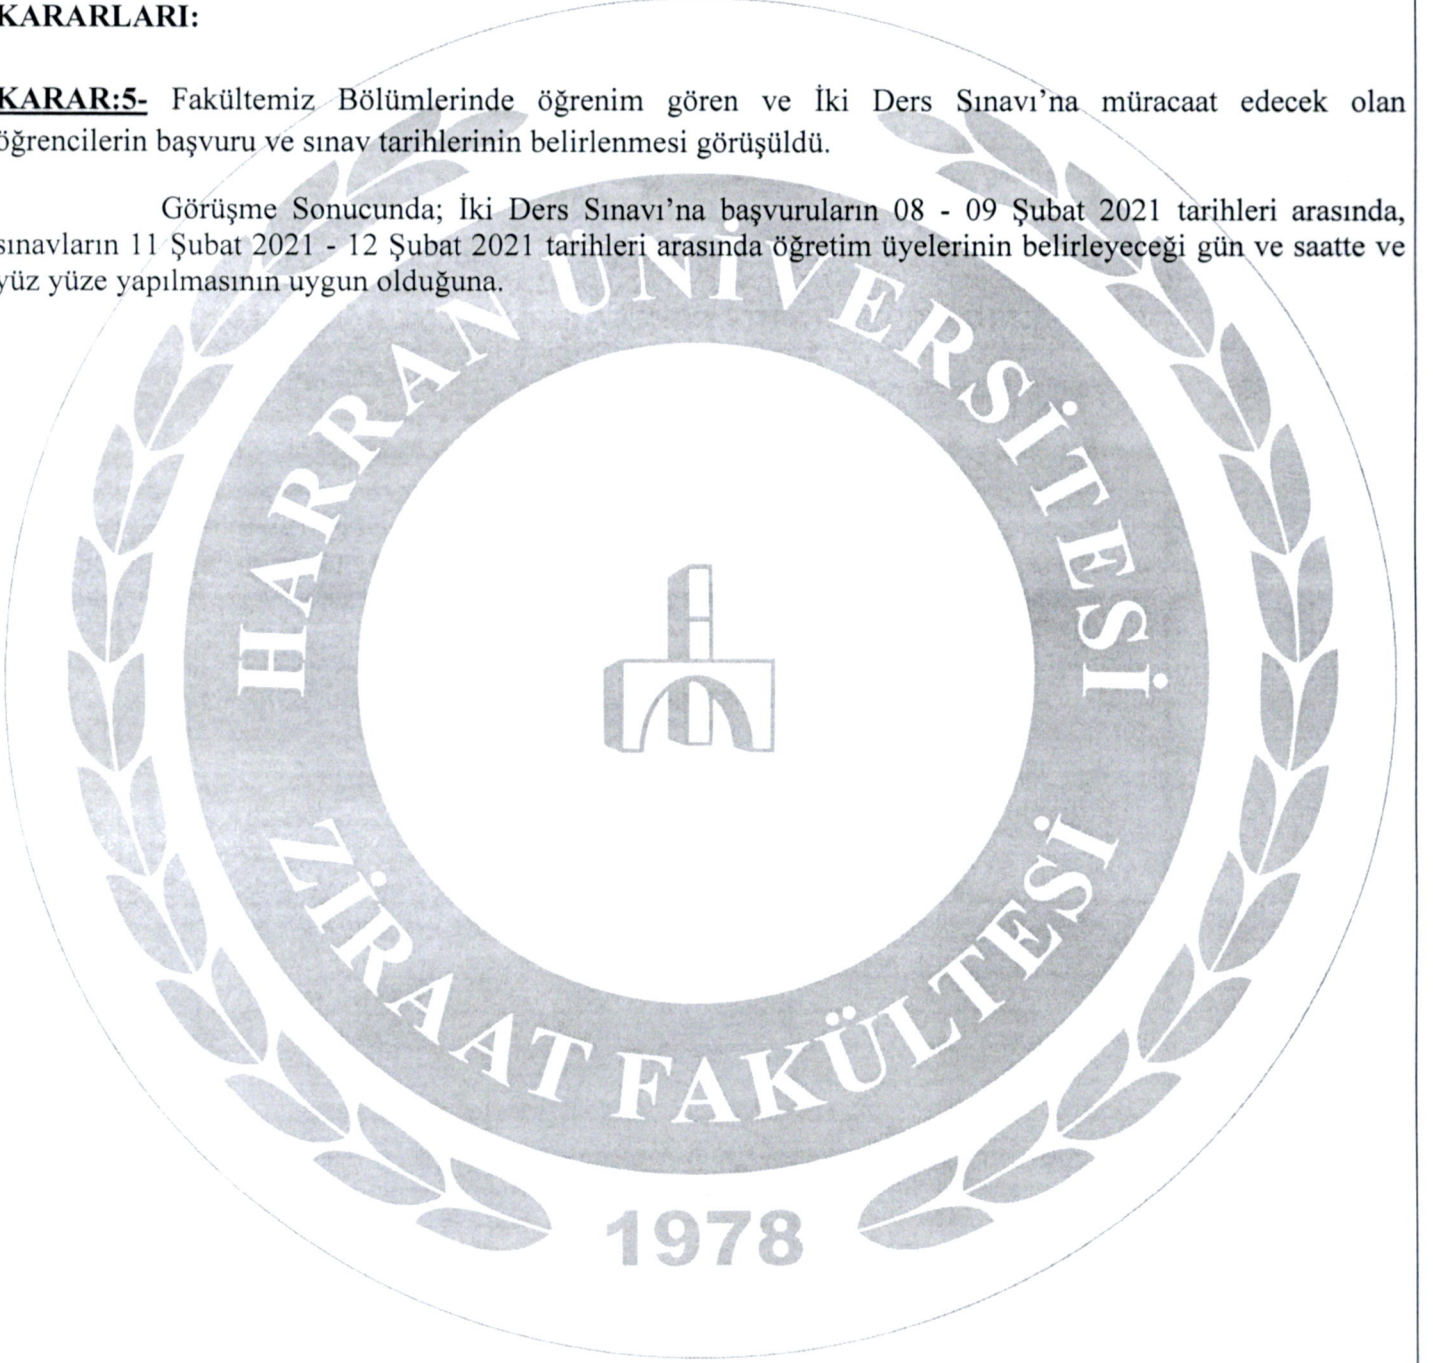 KARARLARI:
KARAR:5- Fakültemiz Bölümlerinde öğrenim gören ve İki Ders Sınavı'na müracaat edecek olan
öğrencilerin başvuru ve sınav tarihlerinin belirlenmesi görüşüldü.
Görüşme Sonucunda; İki Ders Sınavı'na başvuruların 08 - 09 Şubat 2021 tarihleri arasında,
sınavların 11 Şubat 2021 - 12 Şubat 2021 tarihleri arasında öğretim üyelerinin belirleyeceği gün ve saatte ve
yüz yüze yapılmasının uygun olduğuna.
HARRAN ÜNİVERSİTESİ
ZİRAAT FAKÜLTESİ
1978